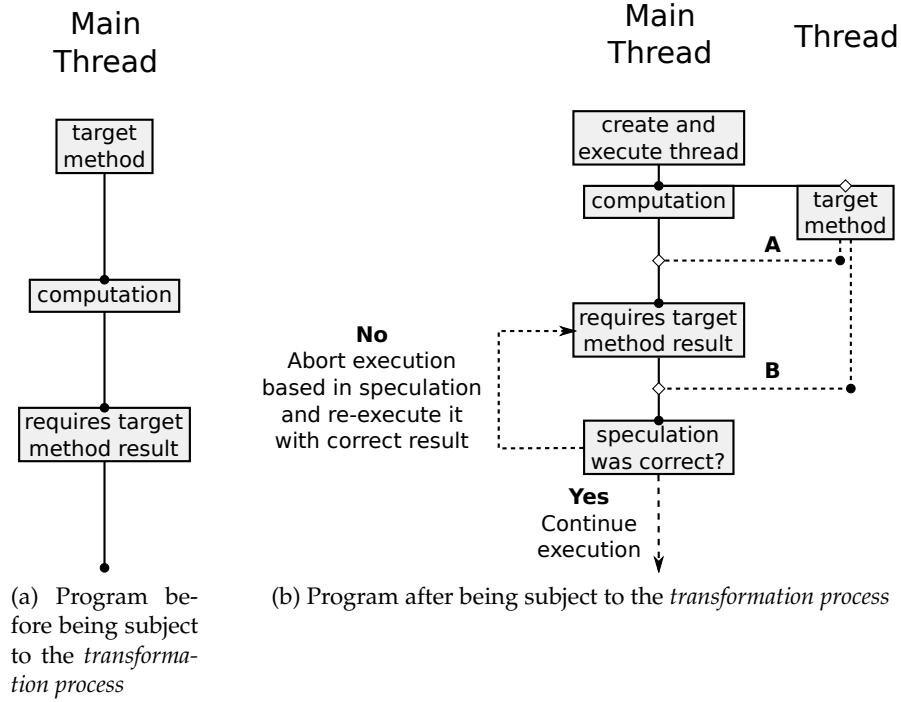 Main
Thread
target
method
computation
requires target
method result
(a) Program be-
fore being subject
to the transforma-
tion process
Main
Thread
Thread
create and
execute thread
computation
target
method
A
requires target
method result
B
No
Abort execution
based in speculation
and re-execute it
with correct result
speculation
was correct?
Yes
Continue
execution
(b) Program after being subject to the transformation process